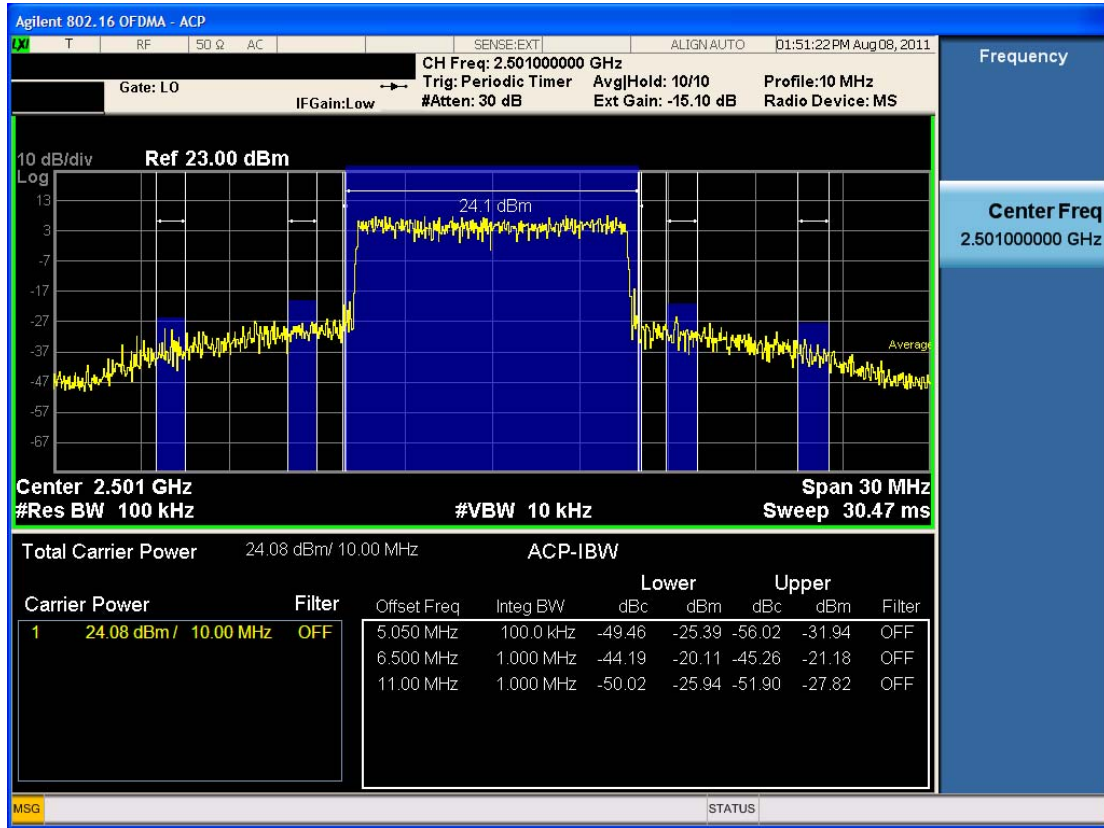 Agilent 802.16 OFDMA - ACP
LXI T RF 50 Ω AC SENSE:EXT ALIGN AUTO 01:51:22 PM Aug 08, 2011
CH Freq: 2.501000000 GHz
Gate: LO Trig: Periodic Timer Avg|Hold: 10/10 Profile:10 MHz
IFGain:Low #Atten: 30 dB Ext Gain: -15.10 dB Radio Device: MS
Frequency
Center Freq
2.501000000 GHz
10 dB/div Ref 23.00 dBm
Log
24.1 dBm
13
3
-7
-17
-27
-37
-47
-57
-67
Average
Center 2.501 GHz Span 30 MHz
#Res BW 100 kHz #VBW 10 kHz Sweep 30.47 ms
Total Carrier Power 24.08 dBm/ 10.00 MHz ACP-IBW
Lower Upper
Carrier Power Filter Offset Freq Integ BW dBc dBm dBc dBm Filter
1 24.08 dBm / 10.00 MHz OFF 5.050 MHz 100.0 kHz -49.46 -25.39 -56.02 -31.94 OFF
6.500 MHz 1.000 MHz -44.19 -20.11 -45.26 -21.18 OFF
11.00 MHz 1.000 MHz -50.02 -25.94 -51.90 -27.82 OFF
MSG STATUS